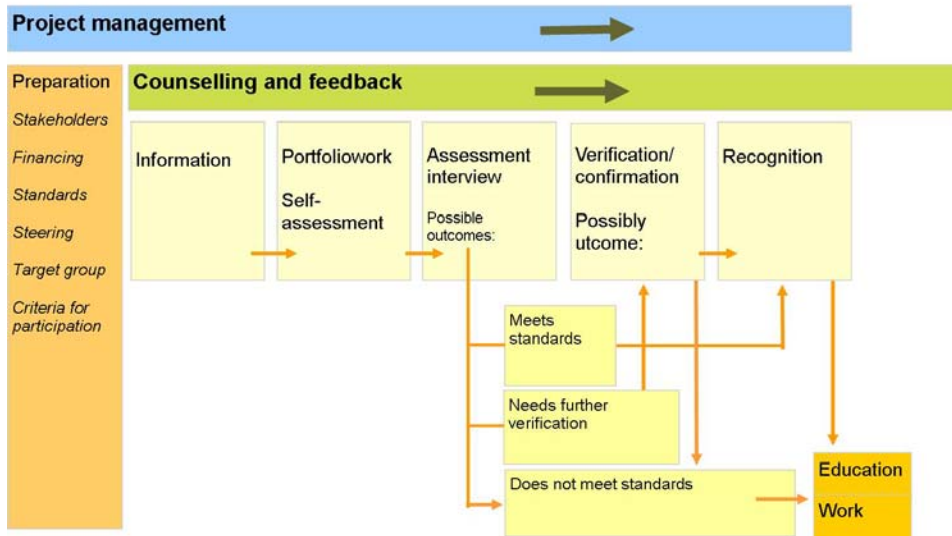 Project management
Preparation
Stakeholders
Financing
Standards
Steering
Target group
Criteria for
participation
Counselling and feedback
Information
Portfoliowork
Self-
assessment
Assessment
interview
Possible
outcomes:
Verification/
confirmation
Possibly
utcome:
Recognition
Meets
standards
Needs further
verification
Does not meet standards
Education
Work